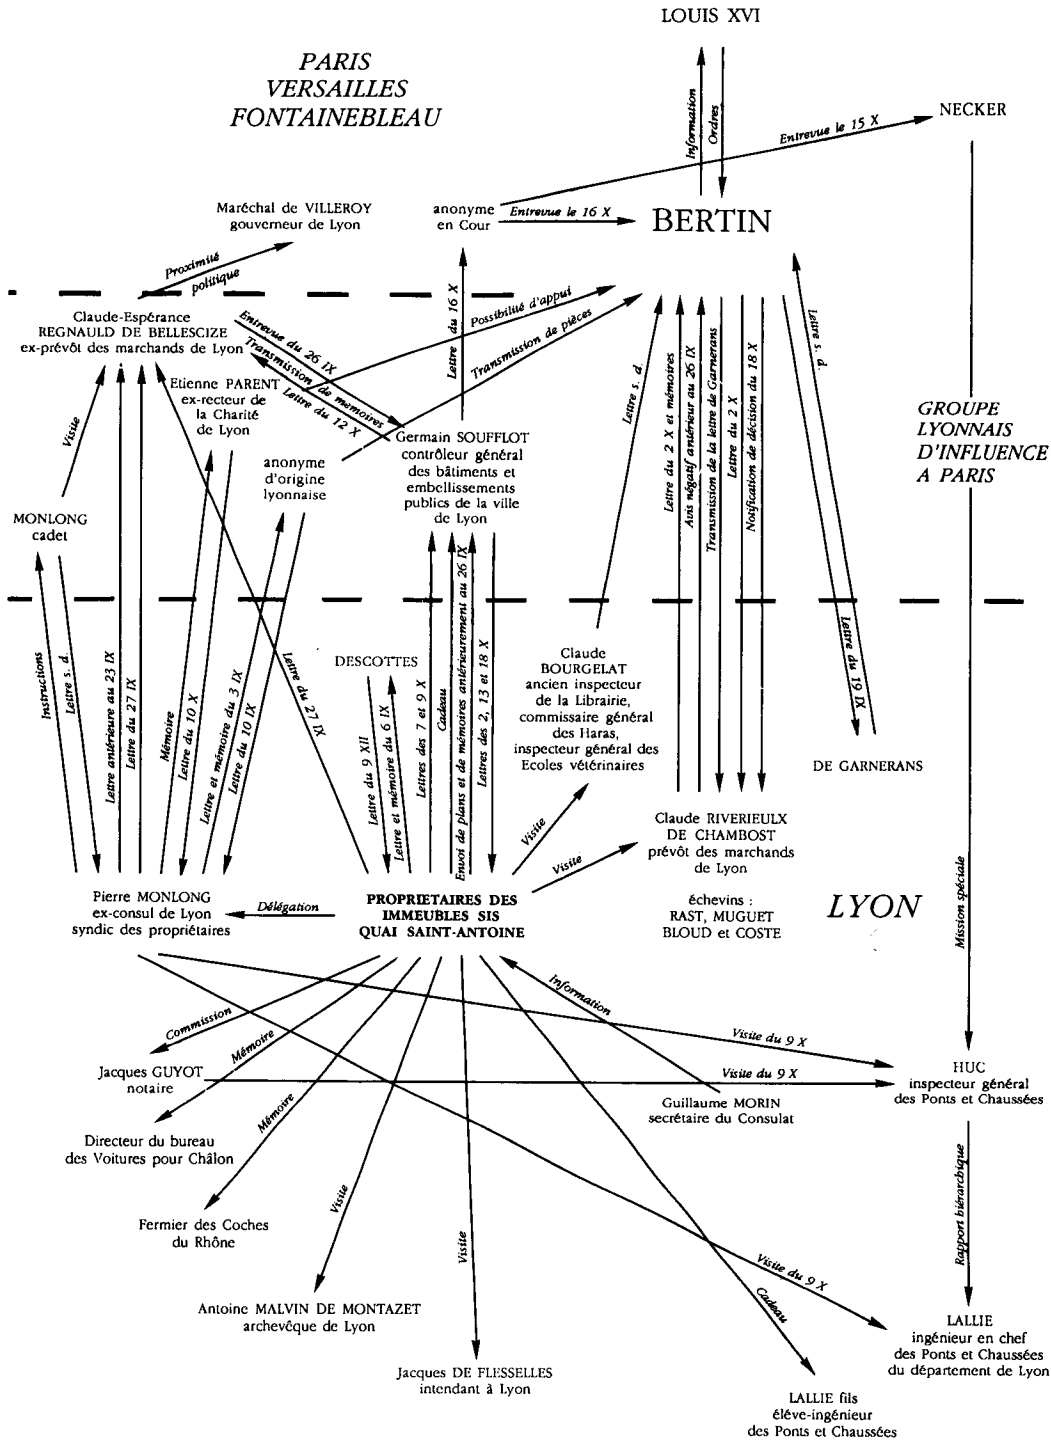 LOUIS XVI
PARIS
VERSAILLES
FONTAINEBLEAU
Information
Ordres
Entrevue le 15 X
NECKER
Maréchal de VILLEROY
gouverneur de Lyon
anonyme
en Cour
Entrevue le 16 X
BERTIN
Proximité
politique
Claude-Espérance
REGNAULD DE BELLESCIZE
ex-prévôt des marchands de Lyon
Entrevue du 26 IX
Transmission de mémoires
Lettre du 12 X
Lettre du 16 X
Possibilité d'appui
Transmission de pièces
Lettre s. d.
Lettre s. d.
Etienne PARENT
ex-recteur de
la Charité
de Lyon
Visite
anonyme
d'origine
lyonnaise
Germain SOUFFLOT
contrôleur général
des bâtiments et
embellissements
publics de la ville
de Lyon
Lettre du 2 X et mémoires
Avis négatif antérieur au 26 IX
Transmission de la lettre de Garnerans
Lettre du 2 X
Notification de décision du 18 X
GROUPE
LYONNAIS
D'INFLUENCE
A PARIS
MONLONG
cadet
Instructions
Lettre s. d.
Lettre antérieure au 23 IX
Lettre du 27 IX
Mémoire
Lettre du 10 X
Lettre et mémoire du 3 IX
Lettre du 10 IX
Lettre du 27 IX
DESCOTTES
Lettre du 9 XII
Lettre et mémoire du 6 IX
Lettres des 7 et 9 X
Cadeau
Envoi de plans et de mémoires antérieurement au 26 IX
Lettres des 2, 13 et 18 X
Claude
BOURGELAT
ancien inspecteur
de la Librairie,
commissaire général
des Haras,
inspecteur général des
Ecoles vétérinaires
Lettre du 19 IX
DE GARNERANS
Visite
Visite
Claude RIVERIEULX
DE CHAMBOST
prévôt des marchands
de Lyon
échevins :
RAST, MUGUET
BLOUD et COSTE
LYON
Mission spéciale
Pierre MONLONG
ex-consul de Lyon
syndic des propriétaires
Délégation
PROPRIETAIRES DES
IMMEUBLES SIS
QUAI SAINT-ANTOINE
Commission
Mémoire
Information
Visite du 9 X
Jacques GUYOT
notaire
Visite du 9 X
HUC
inspecteur général
des Ponts et Chaussées
Guillaume MORIN
secrétaire du Consulat
Mémoire
Directeur du bureau
des Voitures pour Châlon
Visite
Visite
Fermier des Coches
du Rhône
Rapport hiérarchique
Visite du 9 X
Cadeau
Antoine MALVIN DE MONTAZET
archevêque de Lyon
LALLIE
ingénieur en chef
des Ponts et Chaussées
du département de Lyon
Jacques DE FLESSELLES
intendant à Lyon
LALLIE fils
éléve-ingénieur
des Ponts et Chaussées